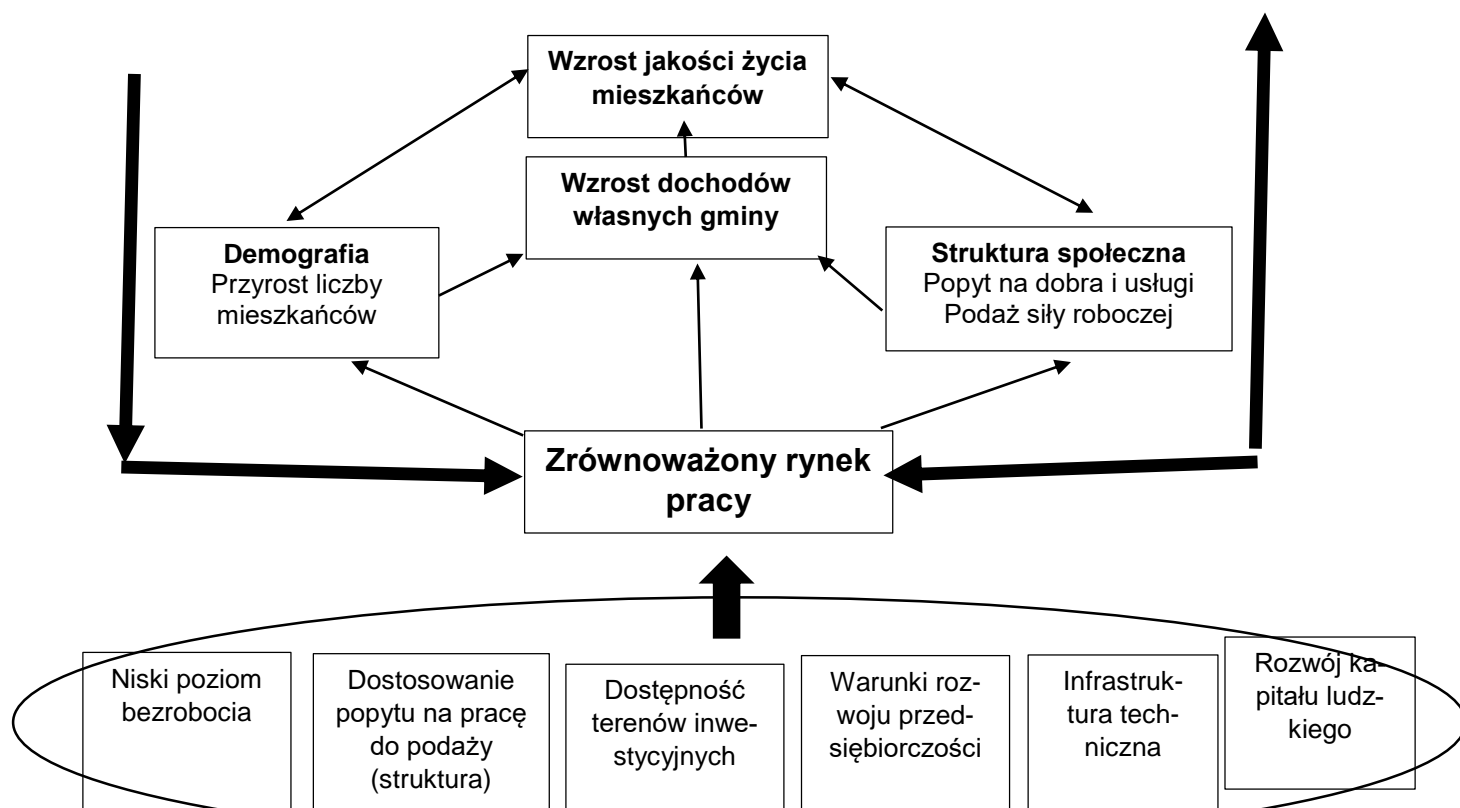 Wzrost jakości życia
mieszkańców
Wzrost dochodów
własnych gminy
Demografia
Przyrost liczby
mieszkańców
Struktura społeczna
Popyt na dobra i usługi
Podaż siły roboczej
Zrównoważony rynek
pracy
Niski poziom
bezrobocia
Dostosowanie
popytu na pracę
do podaży
(struktura)
Dostępność
terenów inwe-
stycyjnych
Warunki roz-
woju przed-
siębiorczości
Infrastruk-
tura tech-
niczna
Rozwój ka-
pitału ludz-
kiego